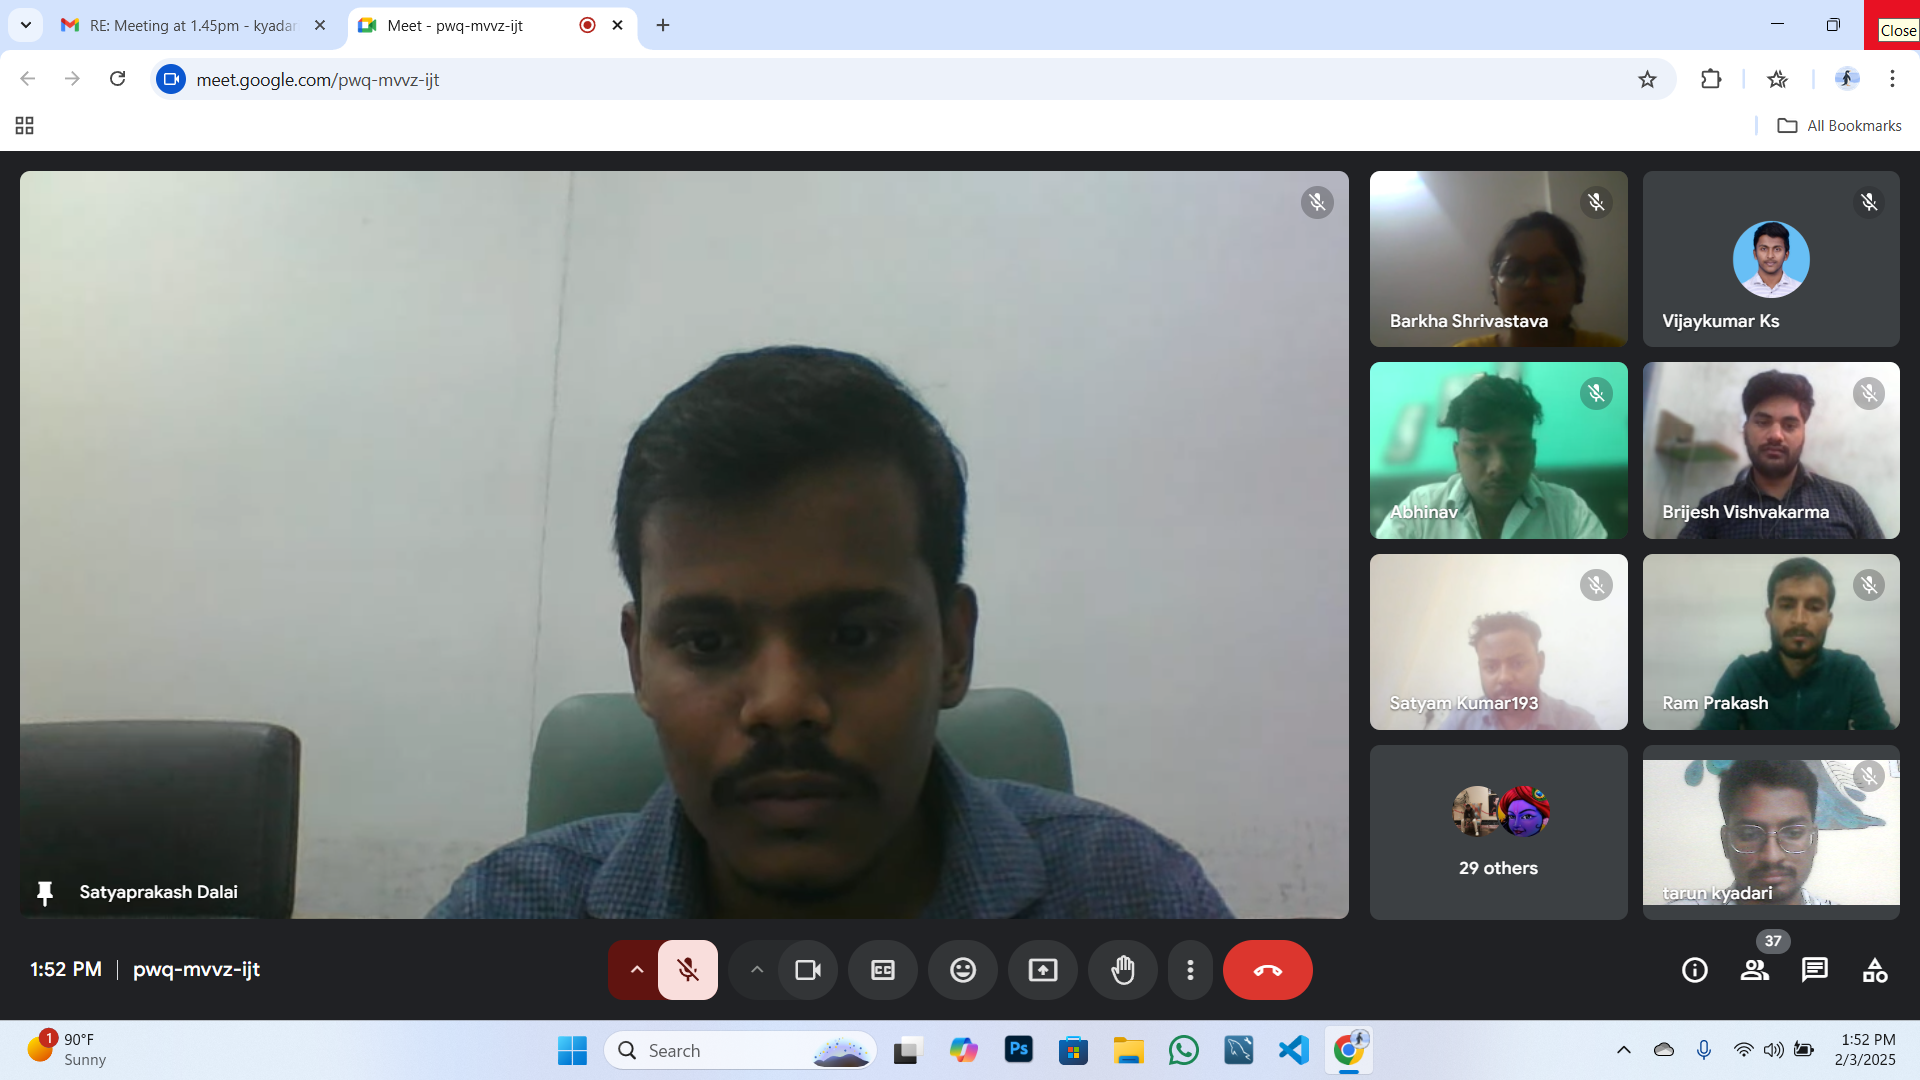 RE: Meeting at 1.45pm - kyadar
Meet - pwq-mvvz-ijt
Close
meet.google.com/pwq-mvvz-ijt
All Bookmarks
Barkha Shrivastava
Vijaykumar Ks
Abhinav
Brijesh Vishvakarma
Satyam Kumar193
Ram Prakash
29 others
tarun kyadari
Satyaprakash Dalai
1:52 PM | pwq-mvvz-ijt
CC
37
1
90°F
Sunny
Search
Ps
1:52 PM
2/3/2025